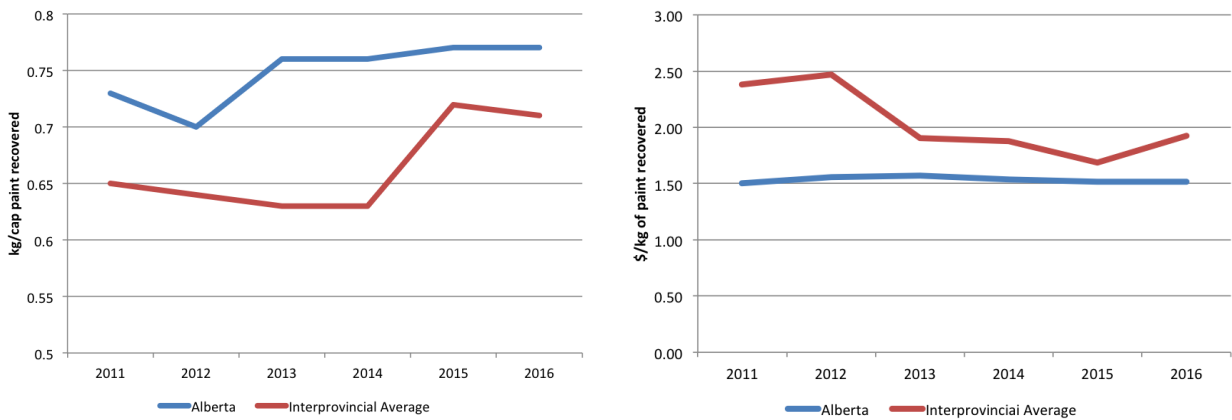 kg/cap paint recovered
0.8
0.75
0.7
0.65
0.6
0.55
0.5
2011 2012 2013 2014 2015 2016
Alberta Interprovincial Average
$/kg of paint recovered
3.00
2.50
2.00
1.50
1.00
0.50
0.00
2011 2012 2013 2014 2015 2016
Alberta Interprovinciai Average